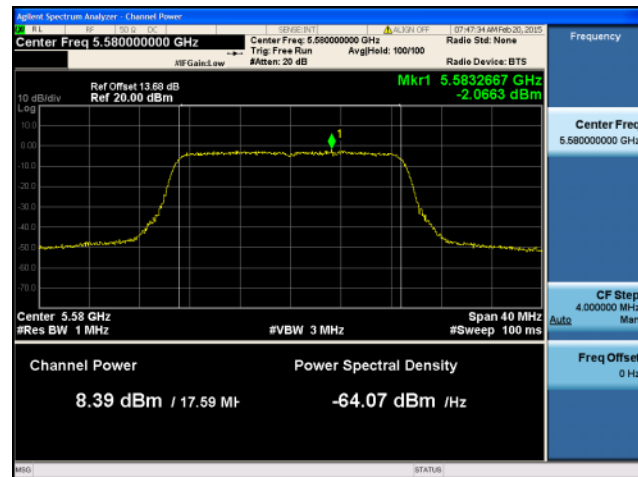 Agilent Spectrum Analyzer - Channel Power
RL RF 50 Ω DC SENSE:INT ALIGN OFF 07:47:34 AM Feb 20, 2015
Center Freq 5.580000000 GHz
Center Freq: 5.580000000 GHz
Radio Std: None
Trig: Free Run Avg|Hold: 100/100
#IFGain:Low #Atten: 20 dB Radio Device: BTS
Frequency
Mkr1 5.5832667 GHz
-2.0663 dBm
Ref Offset 13.68 dB
10 dB/div Ref 20.00 dBm
Log
10.0
0.00
-10.0
-20.0
-30.0
-40.0
-50.0
-60.0
-70.0
1
Center 5.58 GHz Span 40 MHz
#Res BW 1 MHz #VBW 3 MHz #Sweep 100 ms
Channel Power Power Spectral Density
8.39 dBm / 17.59 MH -64.07 dBm /Hz
Center Freq
5.580000000 GHz
CF Step
4.000000 MHz
Auto Man
Freq Offset
0 Hz
MSG STATUS